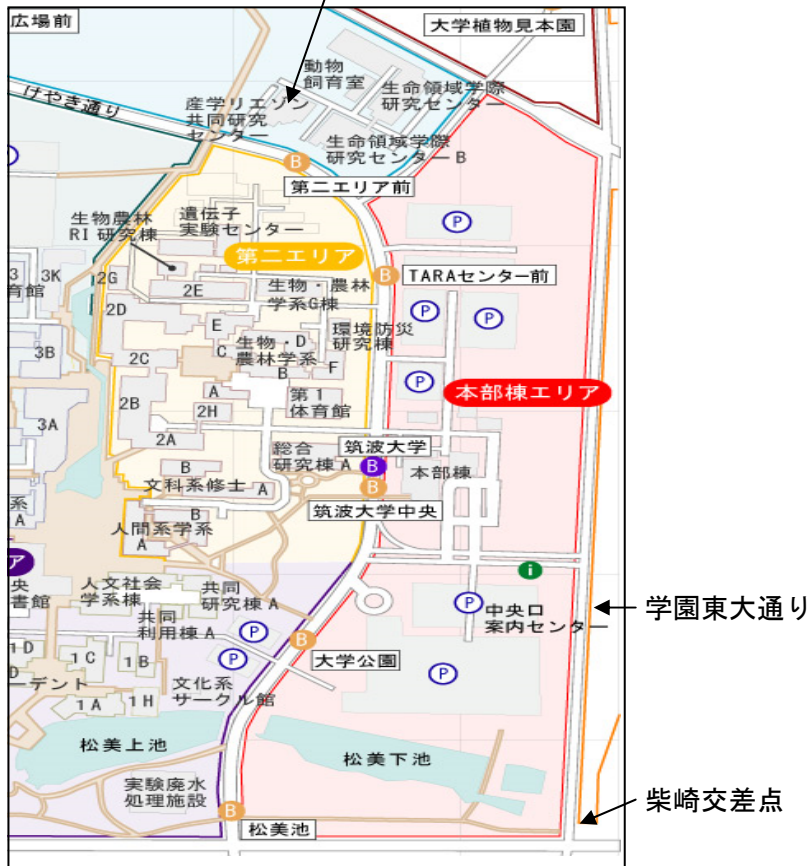 広場前
大学植物見本園
動物
飼育室
けやき通り
産学リエゾン
共同研究
センター
生命領域学際
研究センター
生命領域学際
研究センターB
B
第二エリア前
生物農林
RI 研究棟
遺伝子
実験センター
第二エリア
P
B
TARAセンター前
3
3K
育館
2G
2E
生物・農林
学系G棟
2D
E
環境防災
研究棟
P
P
3B
2C
生物・D
農林学系
C
B
F
P
本部棟エリア
2B
A
2H
第1
体育館
3A
2A
総合
研究棟A
筑波大学
B
本部棟
B
文科系修士
A
B
筑波大学中央
系
A
B
人間系学系
A
ア
i
央
書館
人文社会
学系棟
共同
研究棟A
P
中央口
案内センター
学園東大通り
共同
利用棟A
P
B
大学公園
1D
D
1C
1B
P
P
ーデント
文化系
サークル館
1A
1H
松美上池
松美下池
実験廃水
処理施設
B
松美池
柴崎交差点